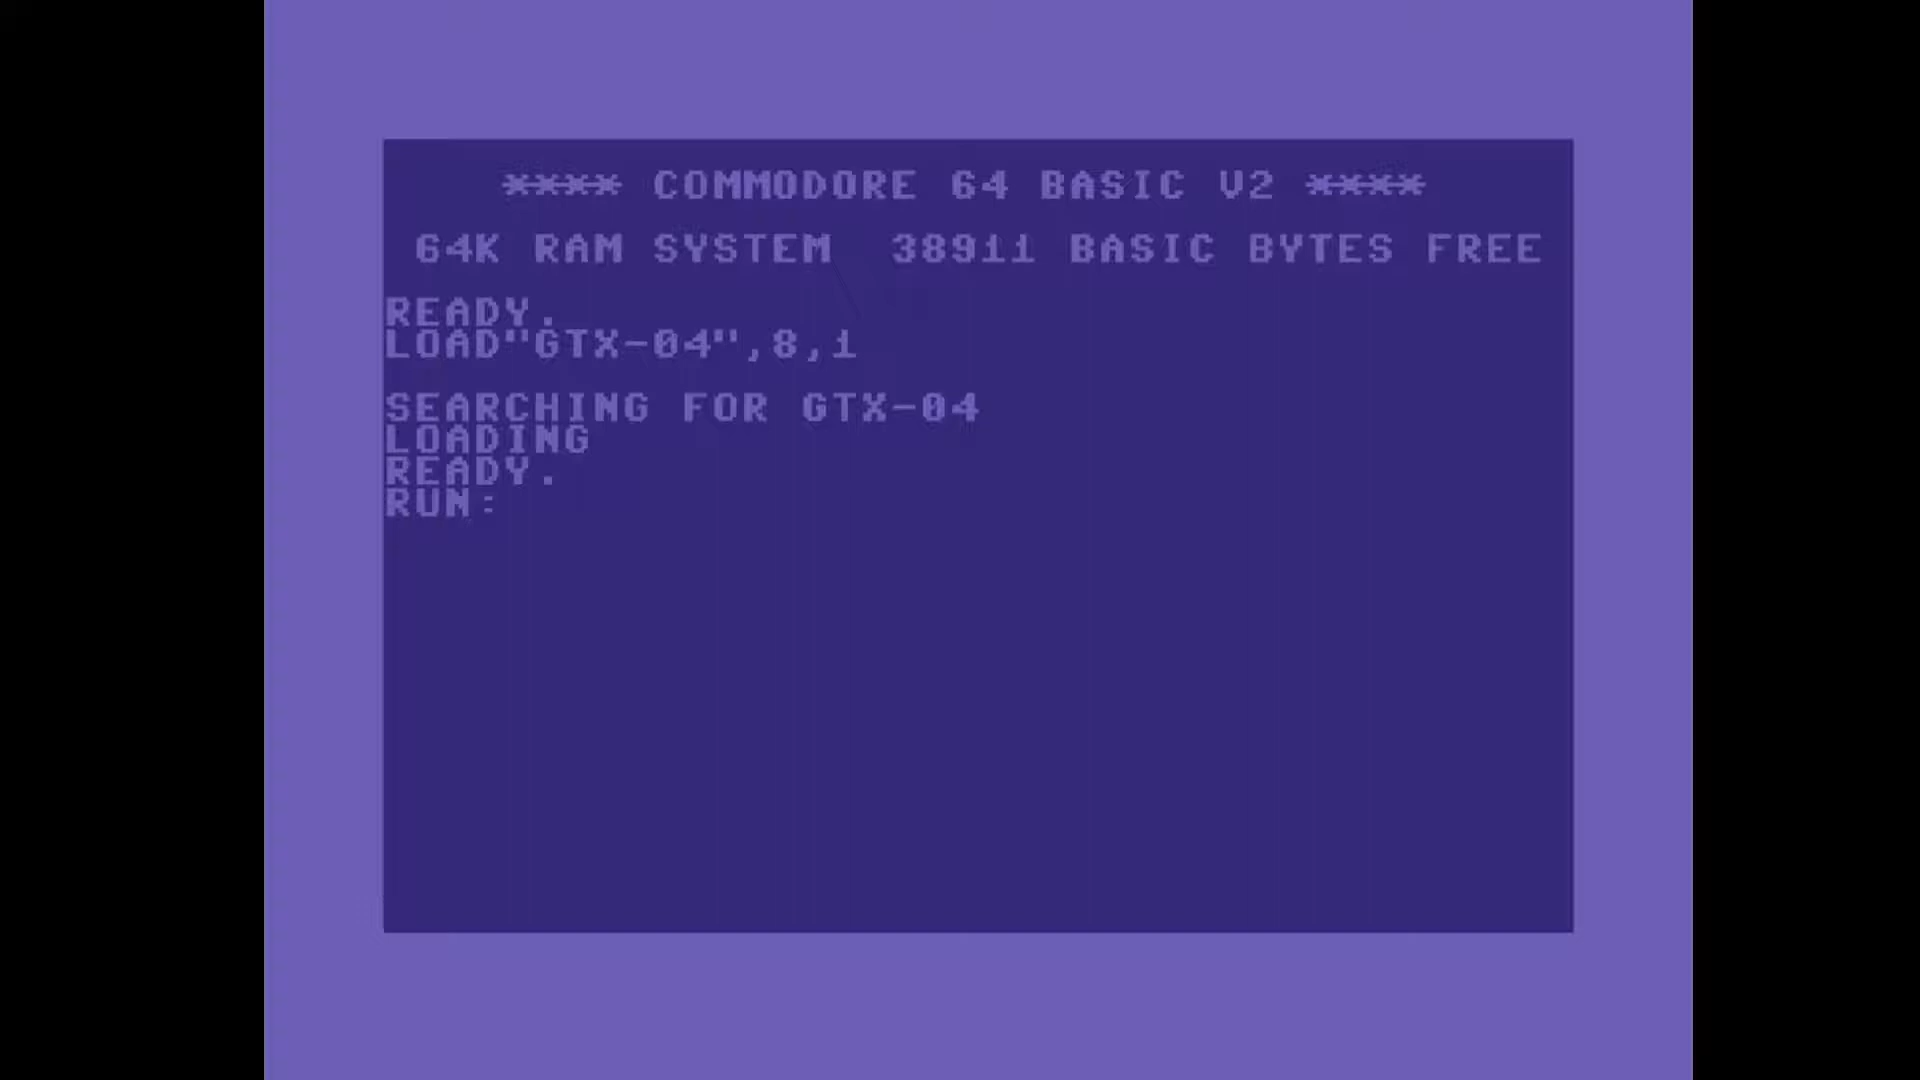 **** COMMODORE 64 BASIC V2 ****
64K RAM SYSTEM  38911 BASIC BYTES FREE
READY.
LOAD"GTX-04",8,1
SEARCHING FOR GTX-04
LOADING
READY.
RUN: